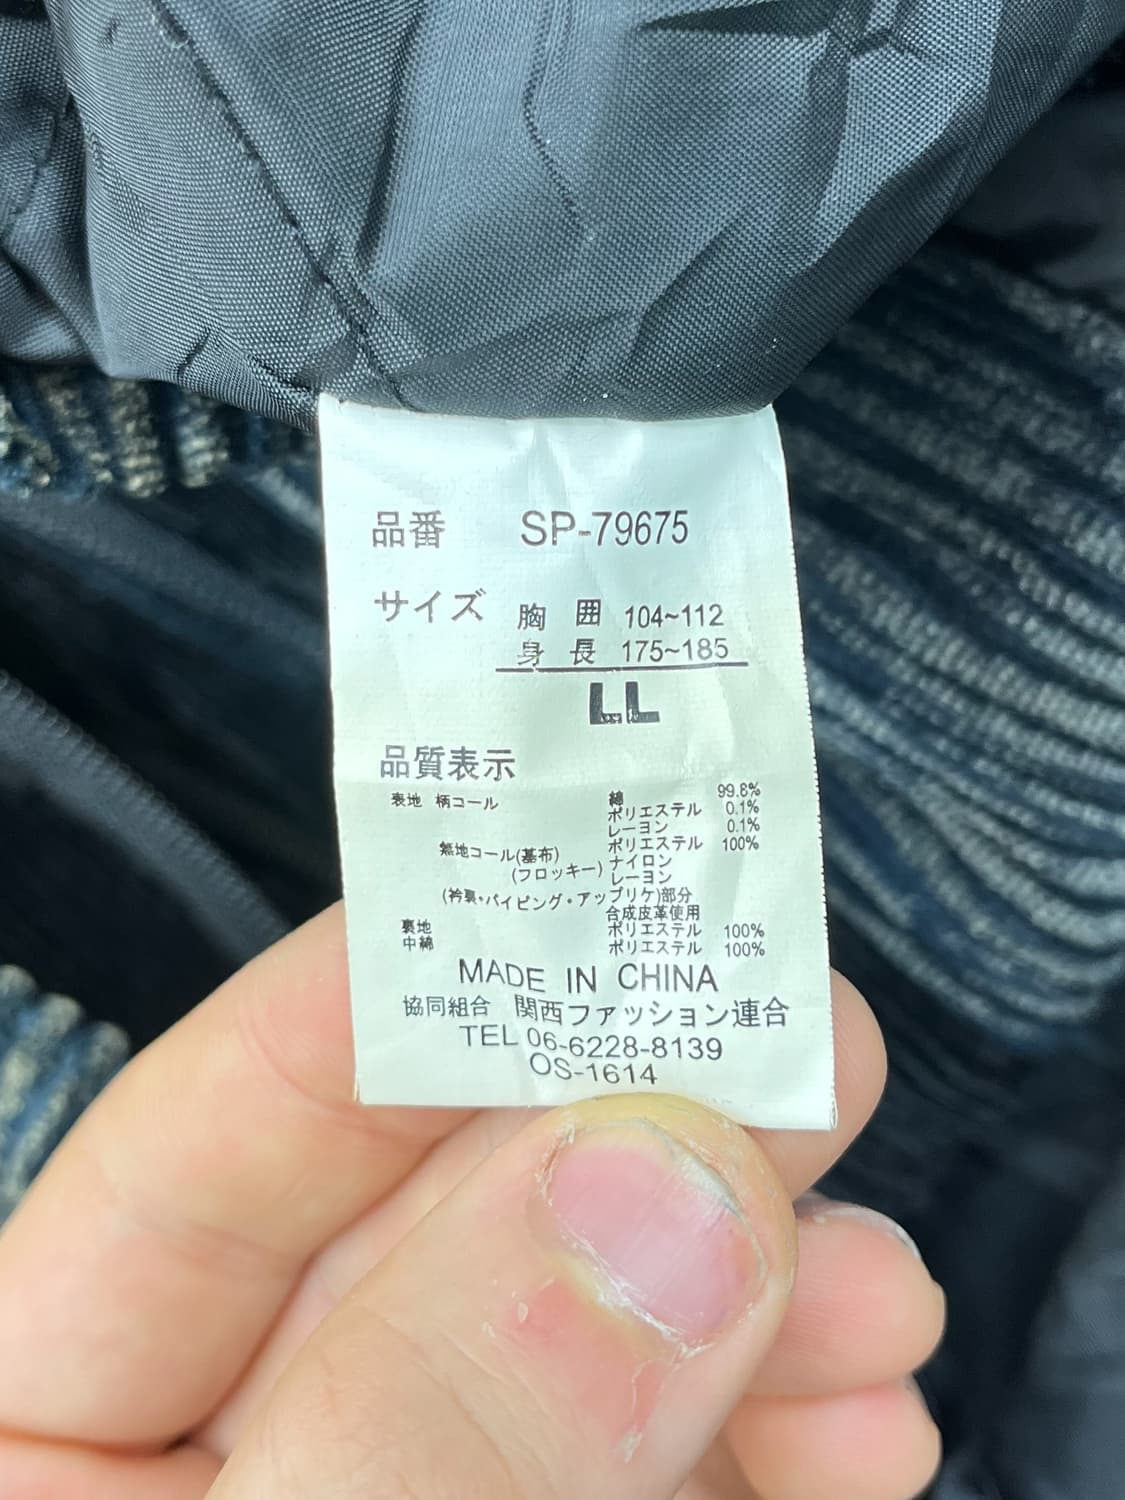 品番 SP-79675
サイズ 胸囲 104~112
身長 175~185
LL
品質表示
表地 柄コール 綿 99.8%
ポリエステル 0.1%
レーヨン 0.1%
無地コール(基布) ポリエステル 100%
(フロッキー) ナイロン
レーヨン
(衿裏・パイピング・アップリケ)部分
合成皮革使用
裏地 ポリエステル 100%
中綿 ポリエステル 100%
MADE IN CHINA
協同組合 関西ファッション連合
TEL 06-6228-8139
OS-1614